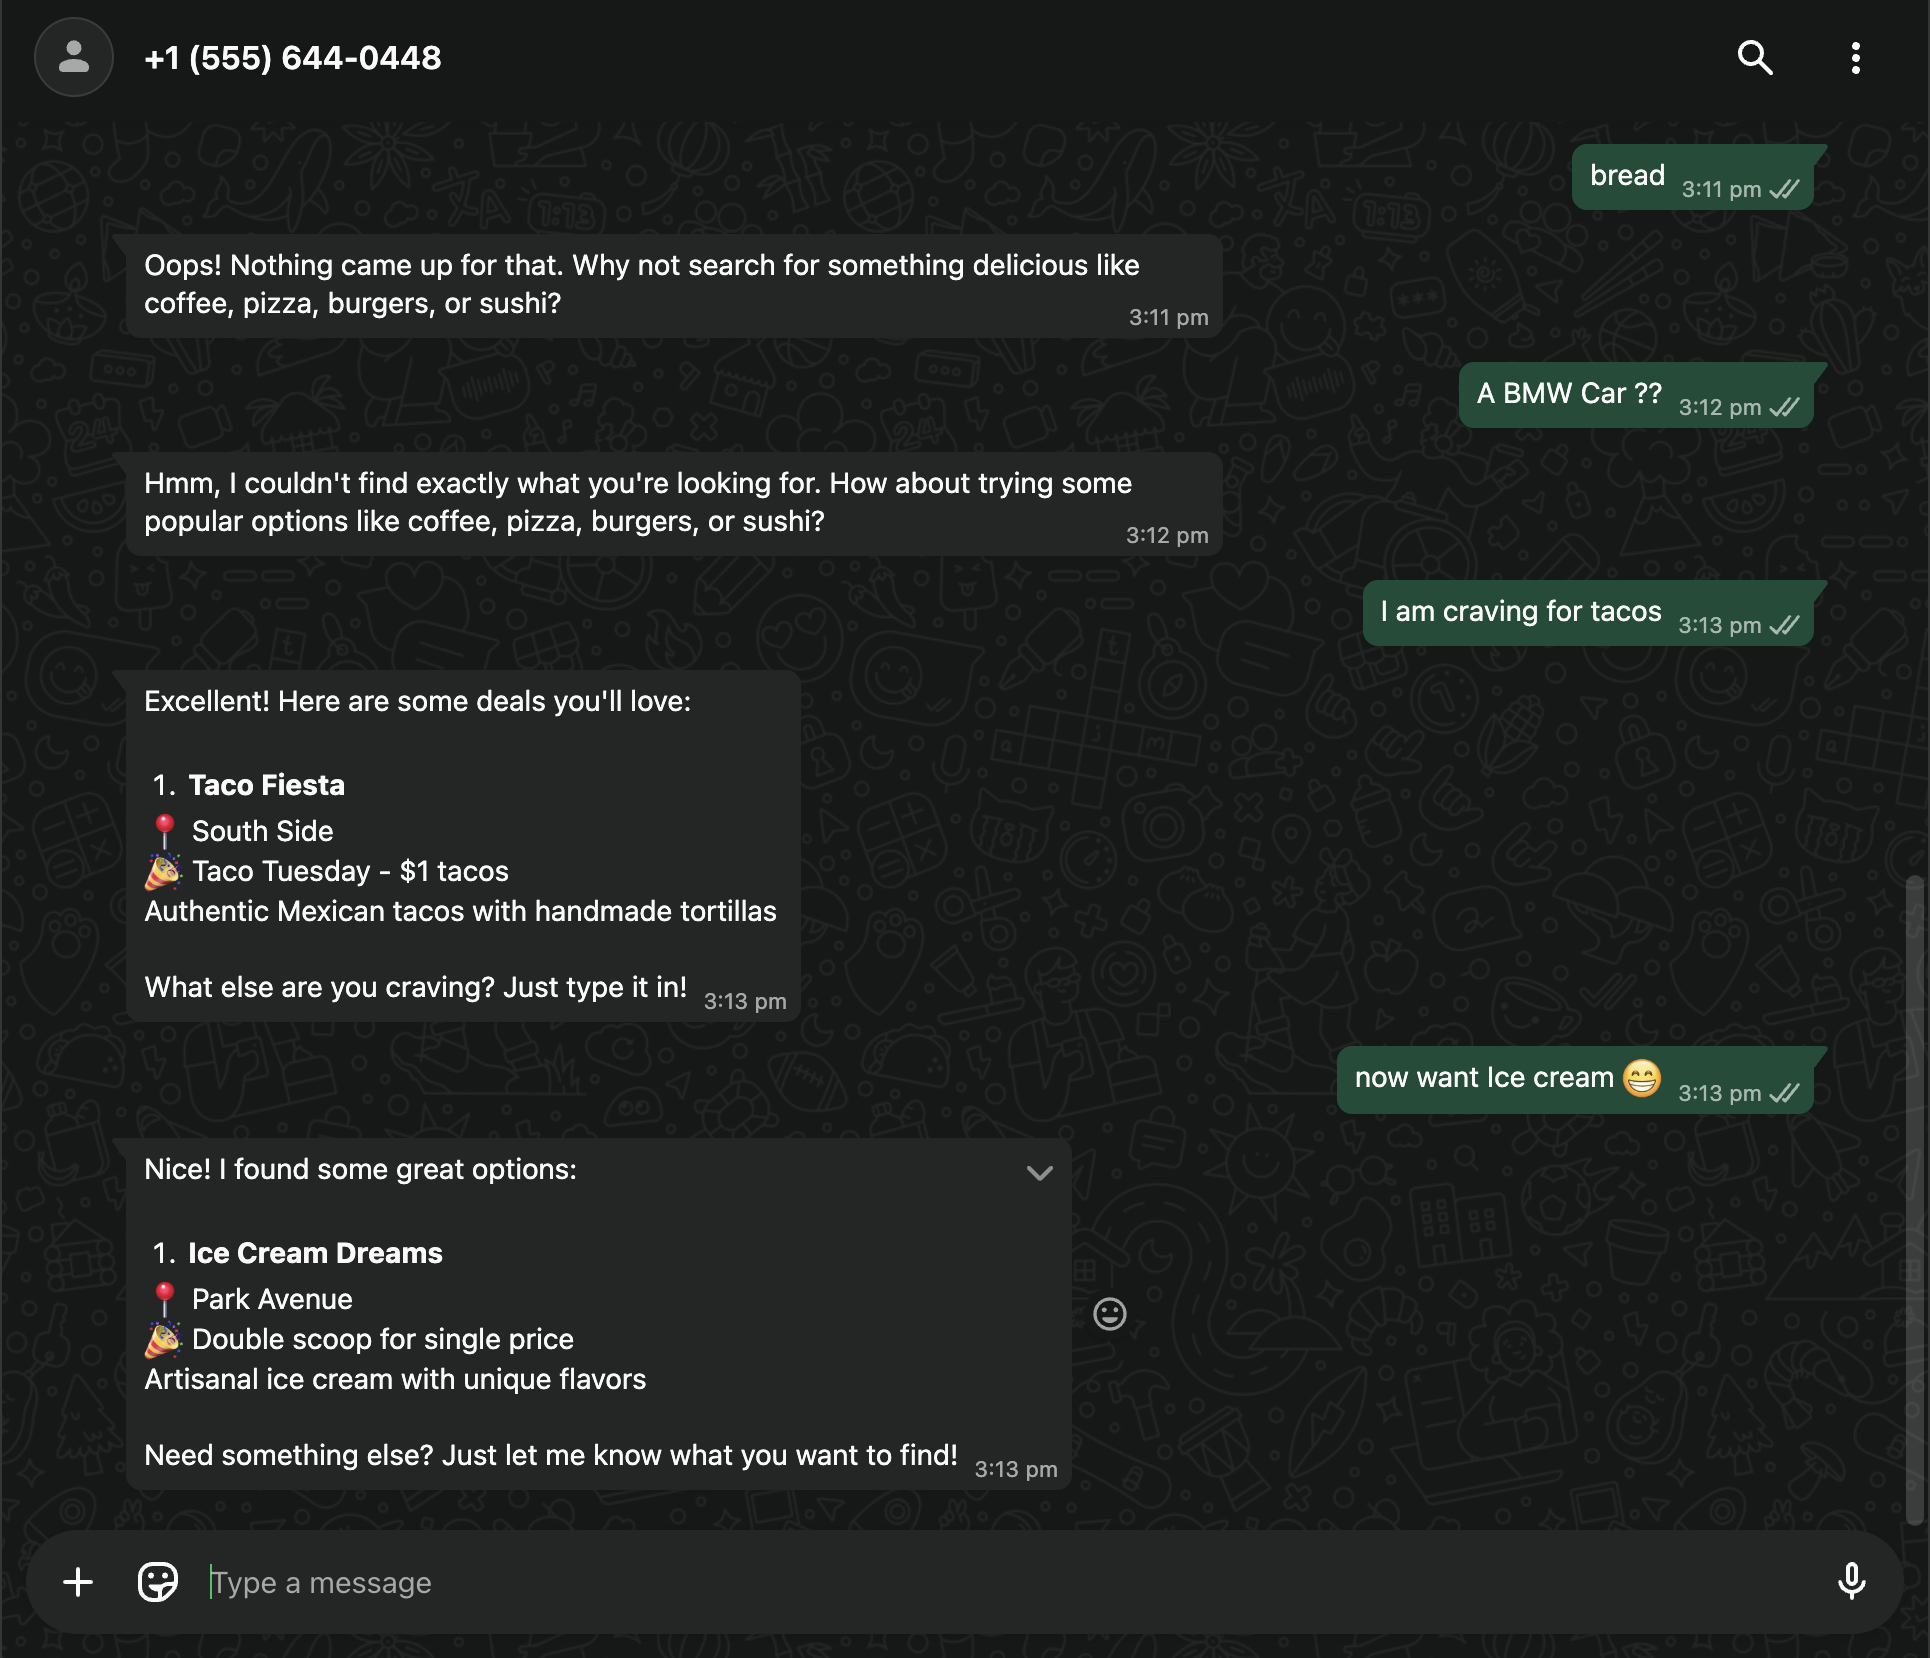 +1 (555) 644-0448
bread
3:11 pm
Oops! Nothing came up for that. Why not search for something delicious like
coffee, pizza, burgers, or sushi?
3:11 pm
A BMW Car ??
3:12 pm
Hmm, I couldn't find exactly what you're looking for. How about trying some
popular options like coffee, pizza, burgers, or sushi?
3:12 pm
I am craving for tacos
3:13 pm
Excellent! Here are some deals you'll love:
1. Taco Fiesta
📍 South Side
🎉 Taco Tuesday - $1 tacos
Authentic Mexican tacos with handmade tortillas
What else are you craving? Just type it in!
3:13 pm
now want Ice cream 😁
3:13 pm
Nice! I found some great options:
1. Ice Cream Dreams
📍 Park Avenue
🎉 Double scoop for single price
Artisanal ice cream with unique flavors
Need something else? Just let me know what you want to find!
3:13 pm
Type a message